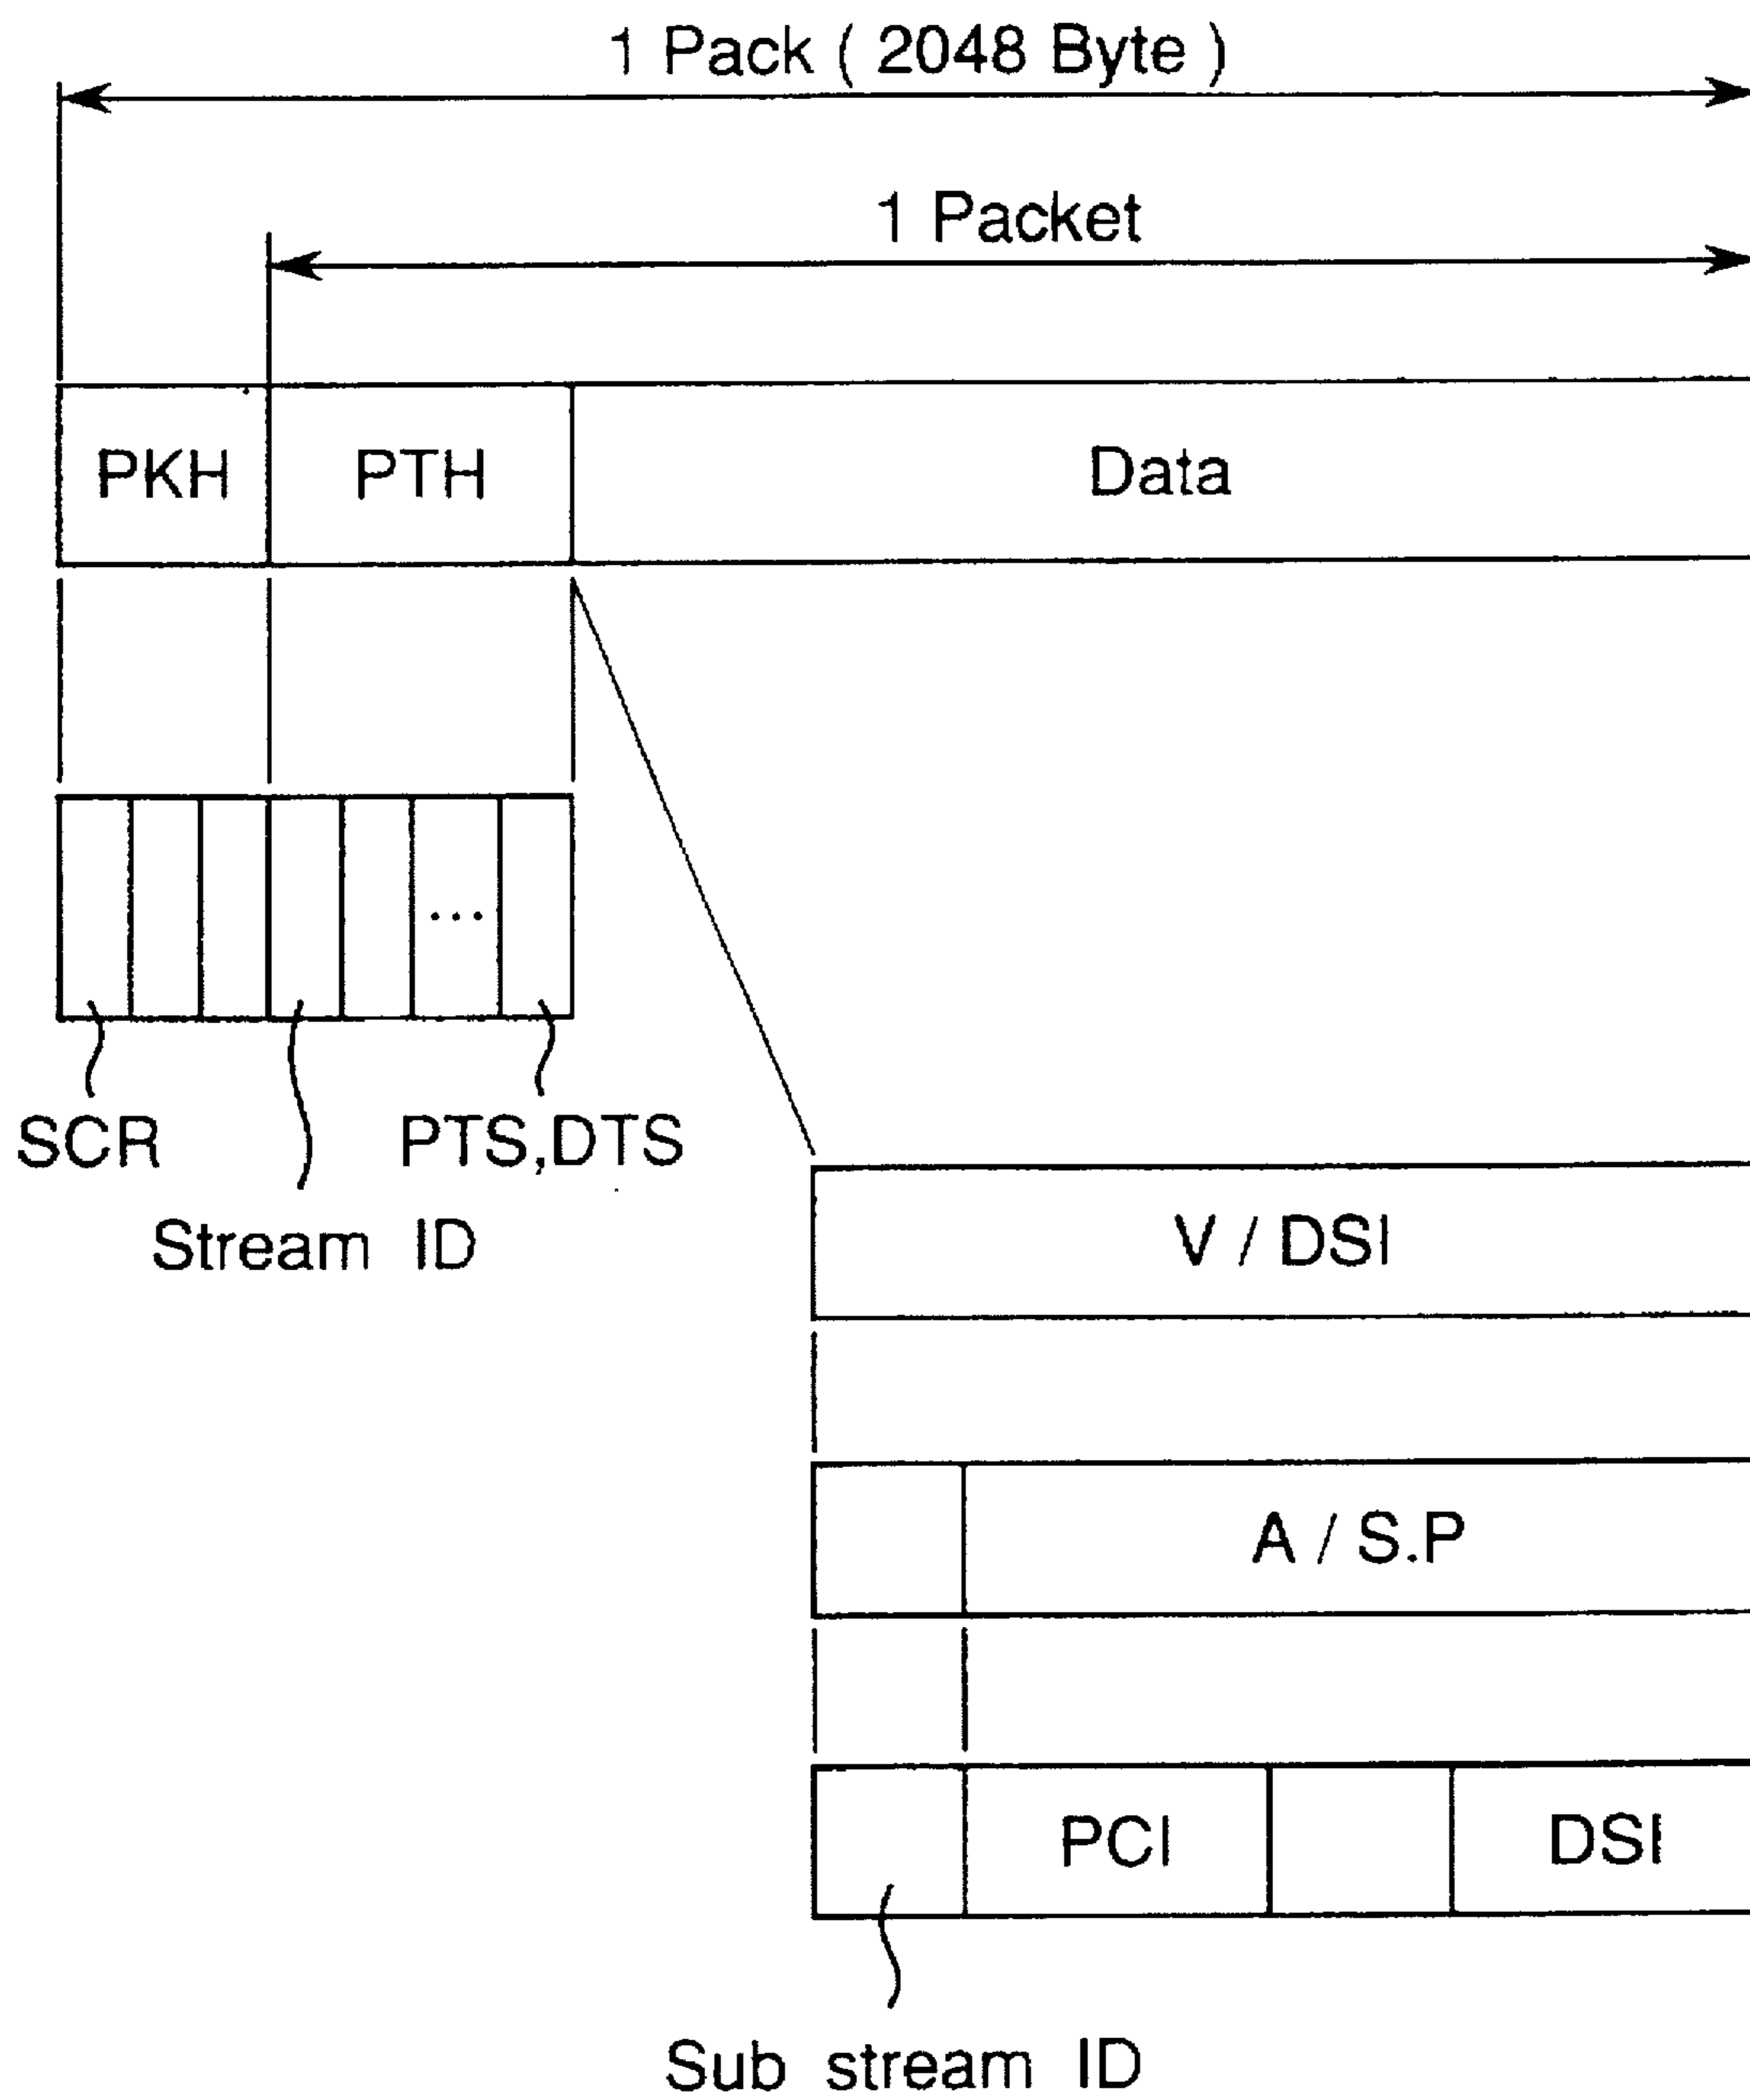 1 Pack ( 2048 Byte )
1 Packet
PKH PTH Data
...
SCR
PTS,DTS
Stream ID
V / DSI
A / S.P
PCI DSI
Sub stream ID